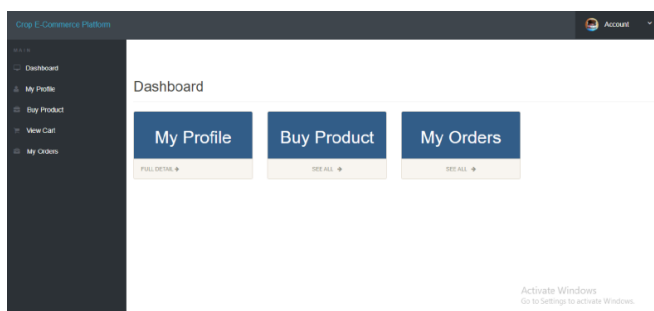 Crop E-Commerce Platform
Account
MAIN
Dashboard
My Profile
Buy Product
View Cart
My Orders
Dashboard
My Profile
Buy Product
My Orders
FULL DETAIL
SEE ALL
SEE ALL
Activate Windows
Go to Settings to activate Windows.